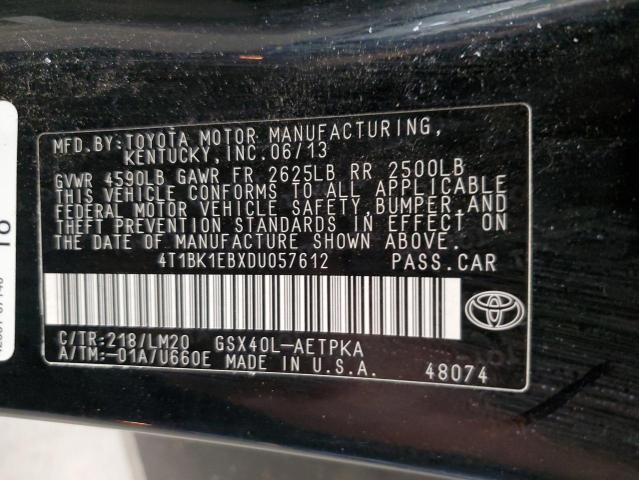 MFD.BY:TOYOTA MOTOR MANUFACTURING,
KENTUCKY, INC.06/13
GVWR 4590LB GAWR FR 2625LB RR 2500LB
THIS VEHICLE CONFORMS TO ALL APPLICABLE
FEDERAL MOTOR VEHICLE SAFETY,BUMPER,AND
THEFT PREVENTION STANDARDS IN EFFECT ON
THE DATE OF MANUFACTURE SHOWN ABOVE.
4T1BK1EBXDU057612 PASS.CAR
C/TR:218/LM20 GSX40L-AETPKA
A/TM:-01A/U660E MADE IN U.S.A. 48074
10